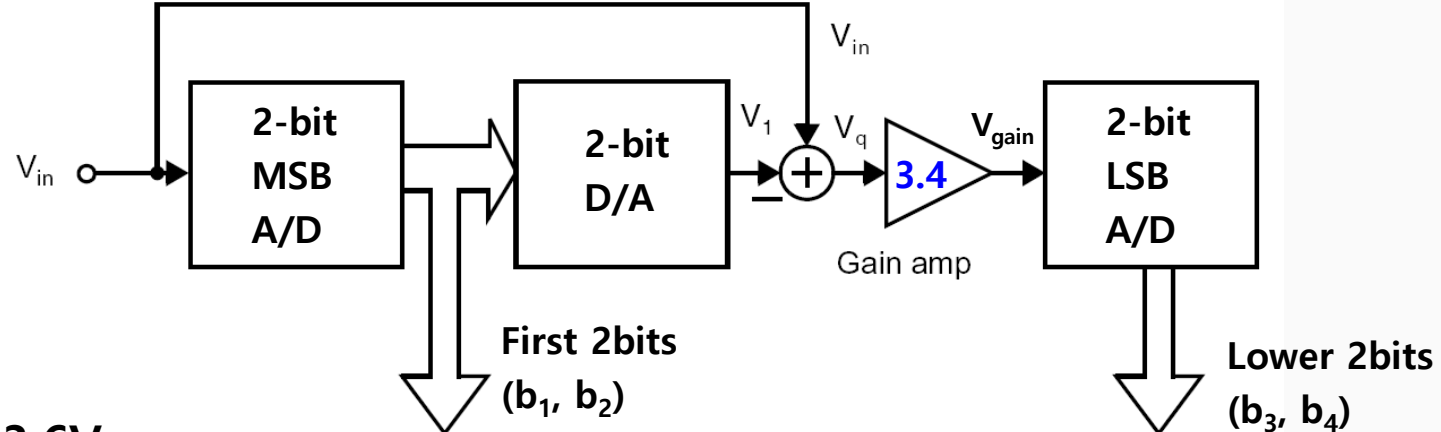 V_in
2-bit
MSB
A/D
2-bit
D/A
V_1
V_in
V_q
3.4
Gain amp
V_gain
2-bit
LSB
A/D
First 2bits
(b_1, b_2)
Lower 2bits
(b_3, b_4)